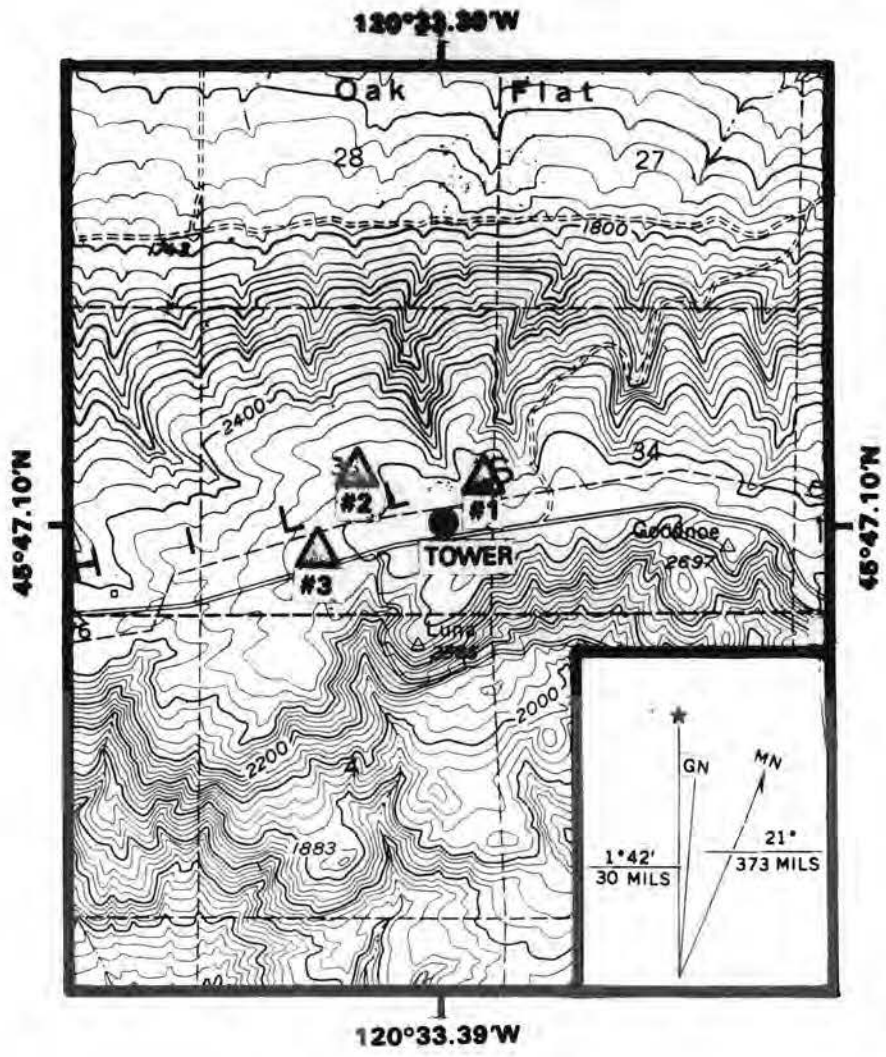 120°33.39'W
Oak Flat
28 27
1800
2400
34
45°47.10'N
#2
#1
45°47.10'N
TOWER
Goodnoe
2697
H I L L S
#3
6
Luna
2000
2200
4
1883
GN
MN
1°42'
30 MILS
21°
373 MILS
120°33.39'W